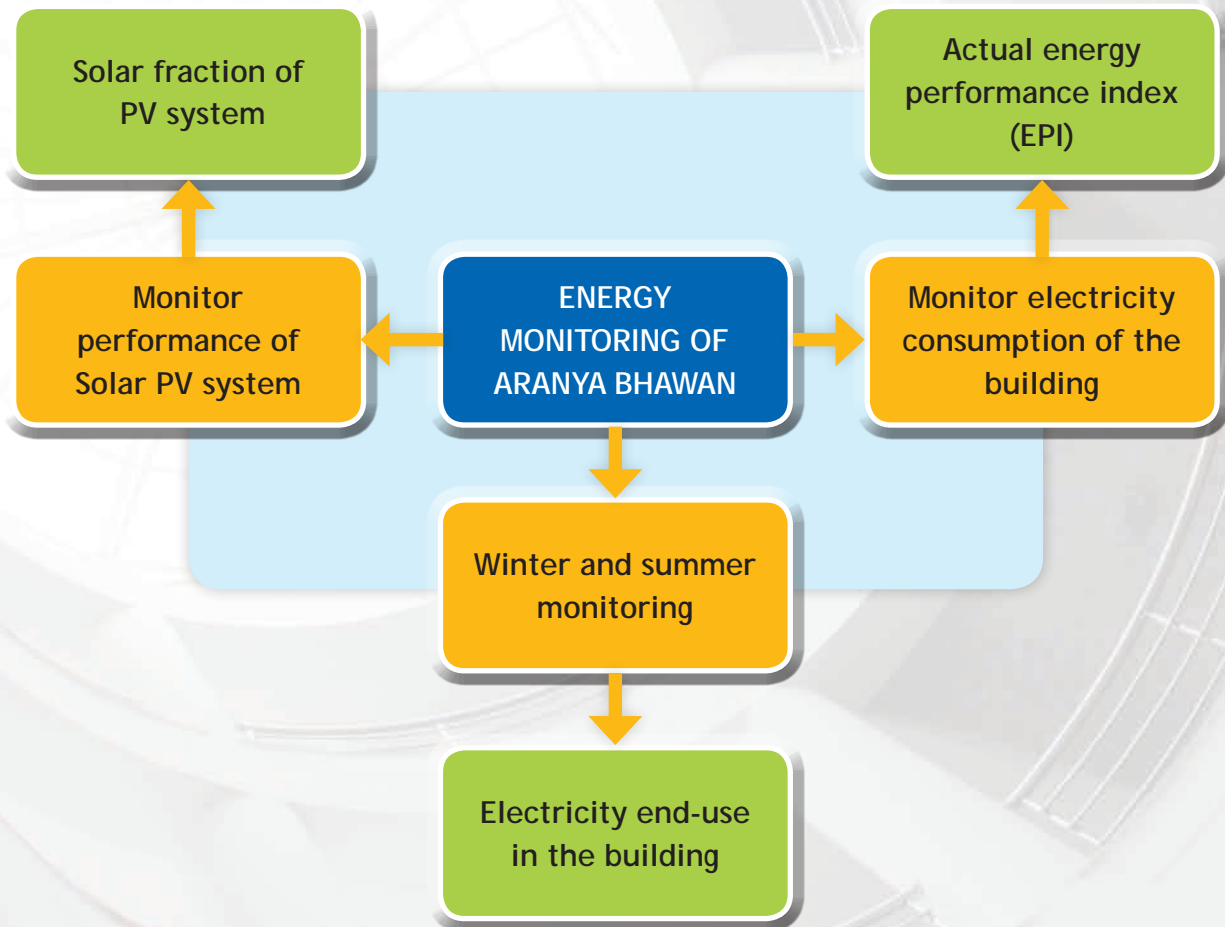 Solar fraction of
PV system
Actual energy
performance index
(EPI)
Monitor
performance of
Solar PV system
ENERGY
MONITORING OF
ARANYA BHAWAN
Monitor electricity
consumption of the
building
Winter and summer
monitoring
Electricity end-use
in the building